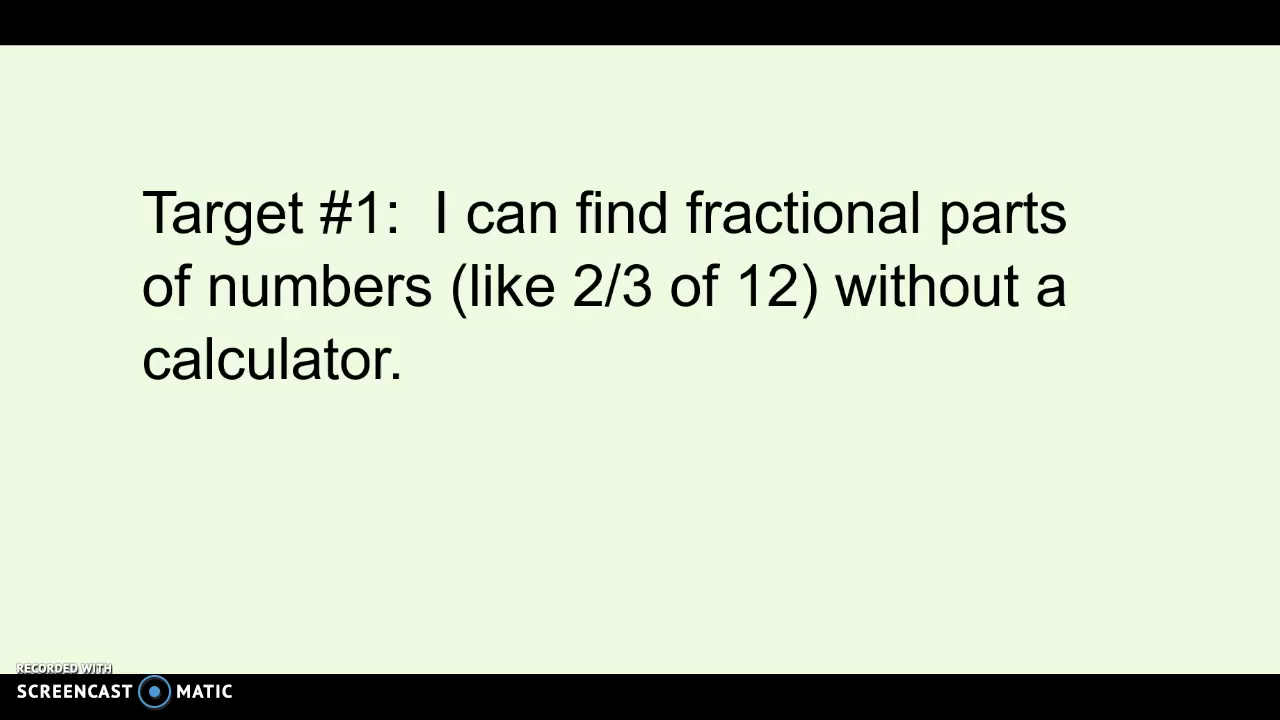 Target #1:  I can find fractional parts
of numbers (like 2/3 of 12) without a
calculator.
RECORDED WITH
SCREENCAST MATIC